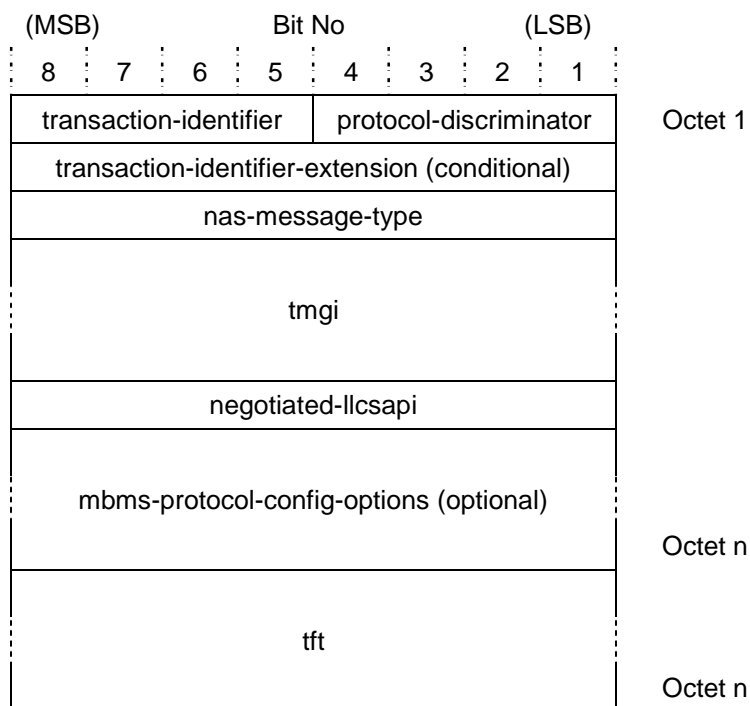 (MSB) Bit No (LSB)
8 7 6 5 4 3 2 1
transaction-identifier protocol-discriminator Octet 1
transaction-identifier-extension (conditional)
nas-message-type
tmgi
negotiated-llcsapi
mbms-protocol-config-options (optional)
Octet n
tft
Octet n